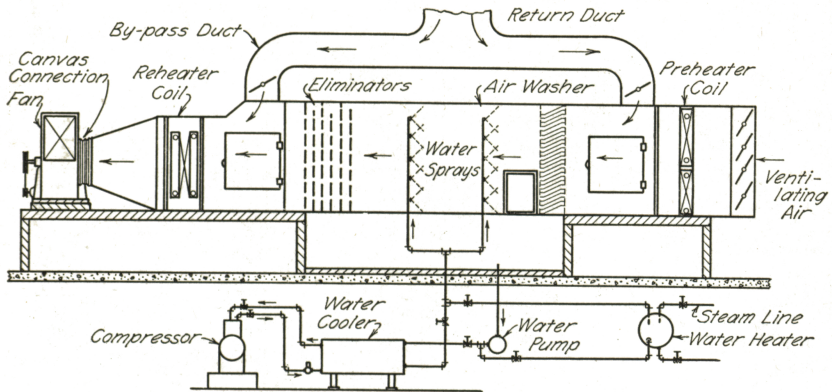 Return Duct
By-pass Duct
Canvas
Connection
Fan
Reheater
Coil
Eliminators
Air Washer
Preheater
Coil
Water
Sprays
Venti-
lating
Air
Compressor
Water
Cooler
Water
Pump
Steam Line
Water Heater